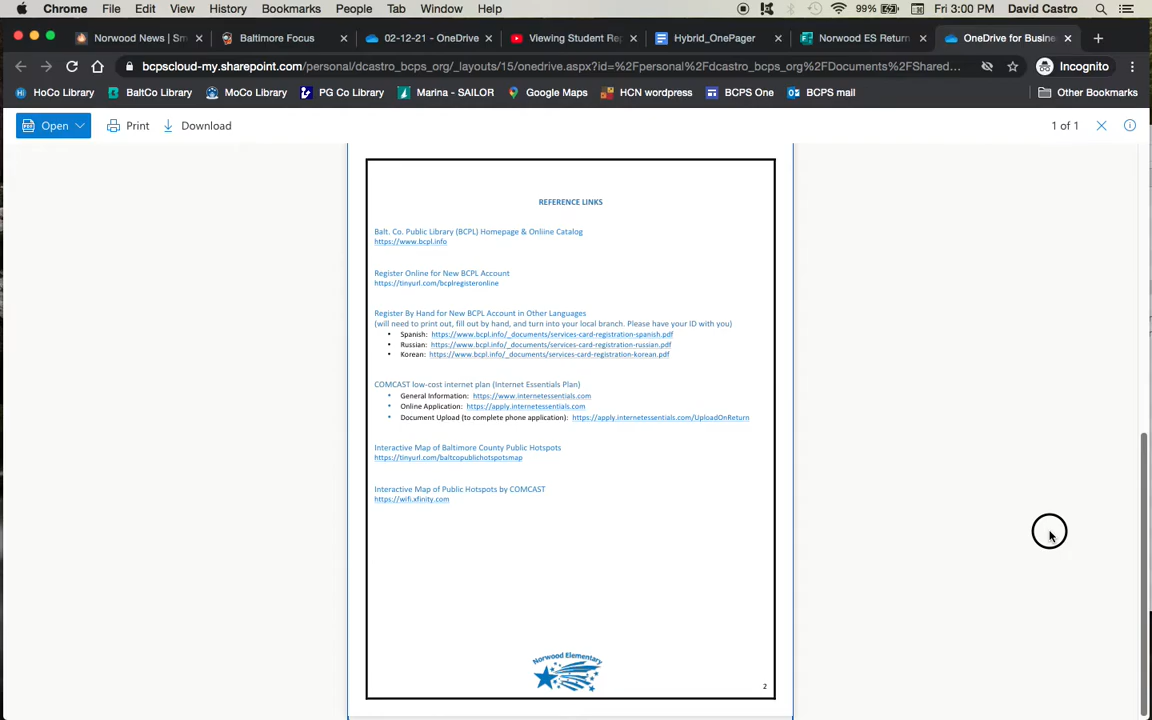 Chrome File Edit View History Bookmarks People Tab Window Help 99% Fri 3:00 PM David Castro
Norwood News | Sm Baltimore Focus 02-12-21 - OneDrive Viewing Student Rep Hybrid_OnePager Norwood ES Return OneDrive for Busine
bcpscloud-my.sharepoint.com/personal/dcastro_bcps_org/_layouts/15/onedrive.aspx?id=%2Fpersonal%2Fdcastro_bcps_org%2FDocuments%2FShared... Incognito
HoCo Library BaltCo Library MoCo Library PG Co Library Marina - SAILOR Google Maps HCN wordpress BCPS One BCPS mail Other Bookmarks
Open Print Download 1 of 1
REFERENCE LINKS
Balt. Co. Public Library (BCPL) Homepage & Onliine Catalog
https://www.bcpl.info
Register Online for New BCPL Account
https://tinyurl.com/bcplregisteronline
Register By Hand for New BCPL Account in Other Languages
(will need to print out, fill out by hand, and turn into your local branch. Please have your ID with you)
• Spanish: https://www.bcpl.info/_documents/services-card-registration-spanish.pdf
• Russian: https://www.bcpl.info/_documents/services-card-registration-russian.pdf
• Korean: https://www.bcpl.info/_documents/services-card-registration-korean.pdf
COMCAST low-cost internet plan (Internet Essentials Plan)
• General Information: https://www.internetessentials.com
• Online Application: https://apply.internetessentials.com
• Document Upload (to complete phone application): https://apply.internetessentials.com/UploadOnReturn
Interactive Map of Baltimore County Public Hotspots
https://tinyurl.com/baltcopublichotspotsmap
Interactive Map of Public Hotspots by COMCAST
https://wifi.xfinity.com
Norwood Elementary
2